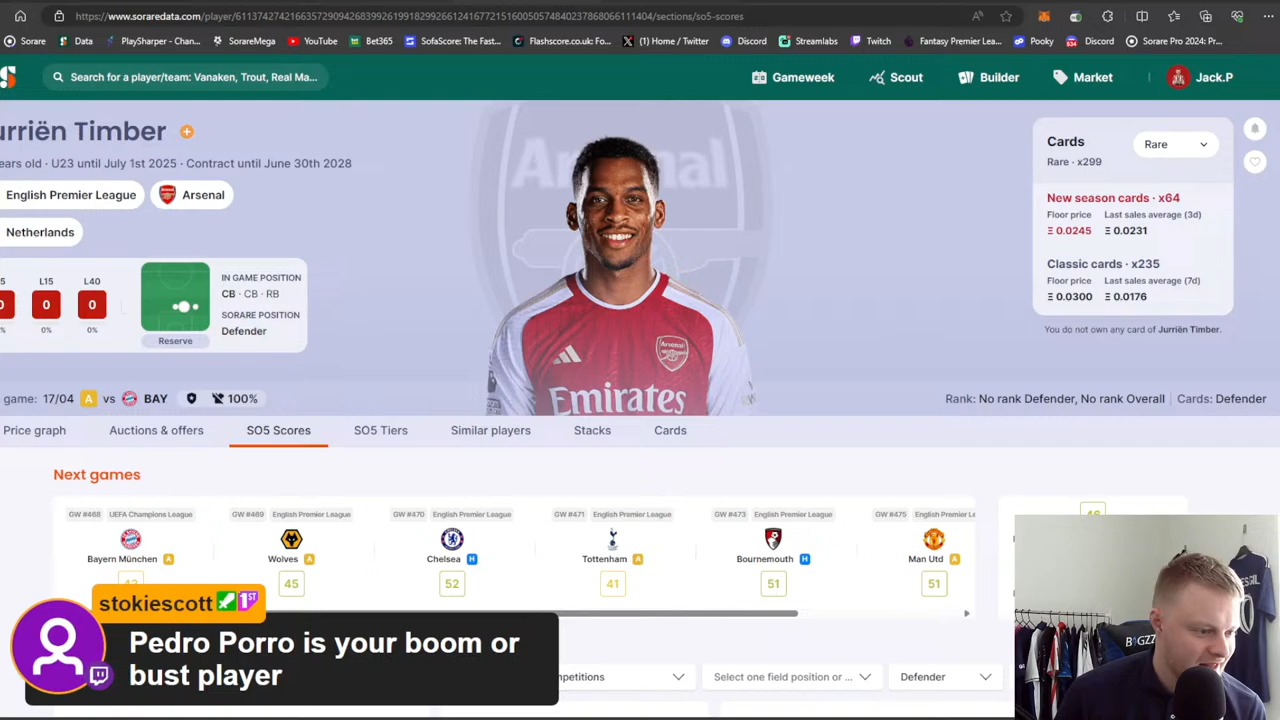 https://www.soraredata.com/player/61137427421663572909426839926199182992661241677215160050574840237868066111404/sections/so5-scores
Sorare Data PlaySharper - Chan... SorareMega YouTube Bet365 SofaScore: The Fast... Flashscore.co.uk: Fo... (1) Home / Twitter Discord Streamlabs Twitch Fantasy Premier Lea... Pooky Discord Sorare Pro 2024: Pr...
Search for a player/team: Vanaken, Trout, Real Ma...
Gameweek Scout Builder Market Jack.P
urriën Timber
ears old · U23 until July 1st 2025 · Contract until June 30th 2028
English Premier League Arsenal
Netherlands
5 L15 L40
0 0 0
% 0% 0%
Reserve
IN GAME POSITION
CB · CB · RB
SORARE POSITION
Defender
Arsenal
Arsenal
Emirates
Cards
Rare · x299
Rare
New season cards · x64
Floor price Last sales average (3d)
Ξ 0.0245 Ξ 0.0231
Classic cards · x235
Floor price Last sales average (7d)
Ξ 0.0300 Ξ 0.0176
You do not own any card of Jurriën Timber.
game: 17/04 A vs BAY 100%
Rank: No rank Defender, No rank Overall Cards: Defender
Price graph Auctions & offers SO5 Scores SO5 Tiers Similar players Stacks Cards
Next games
GW #468 UEFA Champions League GW #469 English Premier League GW #470 English Premier League GW #471 English Premier League GW #473 English Premier League GW #475 English Premier Le
Bayern München A Wolves A Chelsea H Tottenham A Bournemouth H Man Utd A
45 52 41 51 51
stokiescott 1ST
Pedro Porro is your boom or
bust player
mpetitions Select one field position or ... Defender